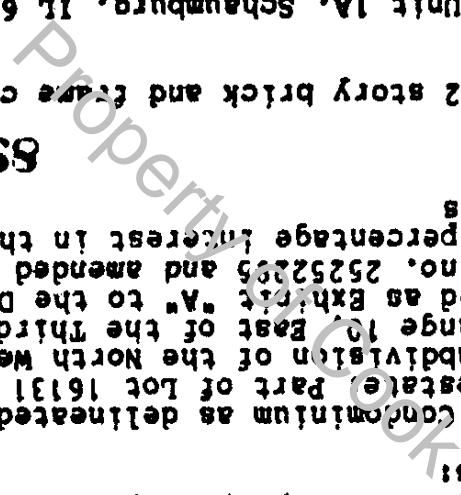 s:
Condominium as delineated
estate: Part of Lot 16131
bdivision of the North We
nge 10, East of the Third
d as Exhibit "A" to the D
no. 25252295 and amended
percentage interest in th
s
2 story brick and frame c
Unit 1A, Schaumburg, IL 6
Property of Cook